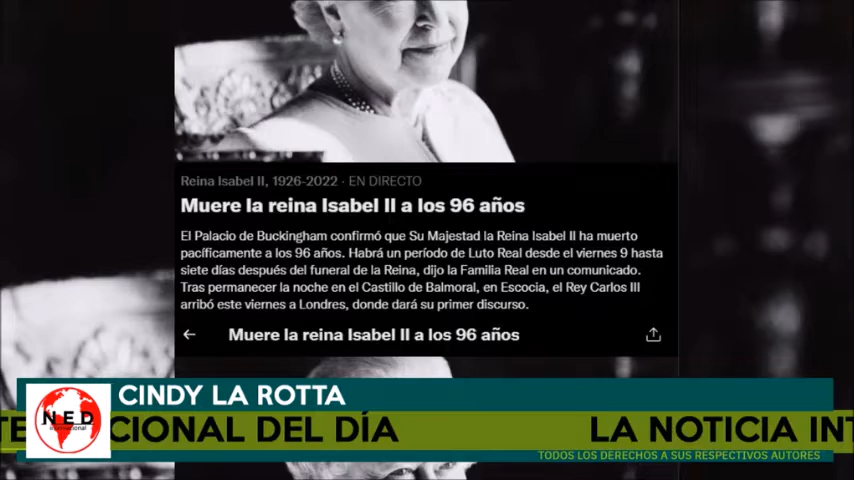 Reina Isabel II, 1926-2022 · EN DIRECTO
Muere la reina Isabel II a los 96 años
El Palacio de Buckingham confirmó que Su Majestad la Reina Isabel II ha muerto
pacíficamente a los 96 años. Habrá un período de Luto Real desde el viernes 9 hasta
siete días después del funeral de la Reina, dijo la Familia Real en un comunicado.
Tras permanecer la noche en el Castillo de Balmoral, en Escocia, el Rey Carlos III
arribó este viernes a Londres, donde dará su primer discurso.
Muere la reina Isabel II a los 96 años
CINDY LA ROTTA
NED
internacional
TE CIONAL DEL DÍA LA NOTICIA INT
TODOS LOS DERECHOS A SUS RESPECTIVOS AUTORES